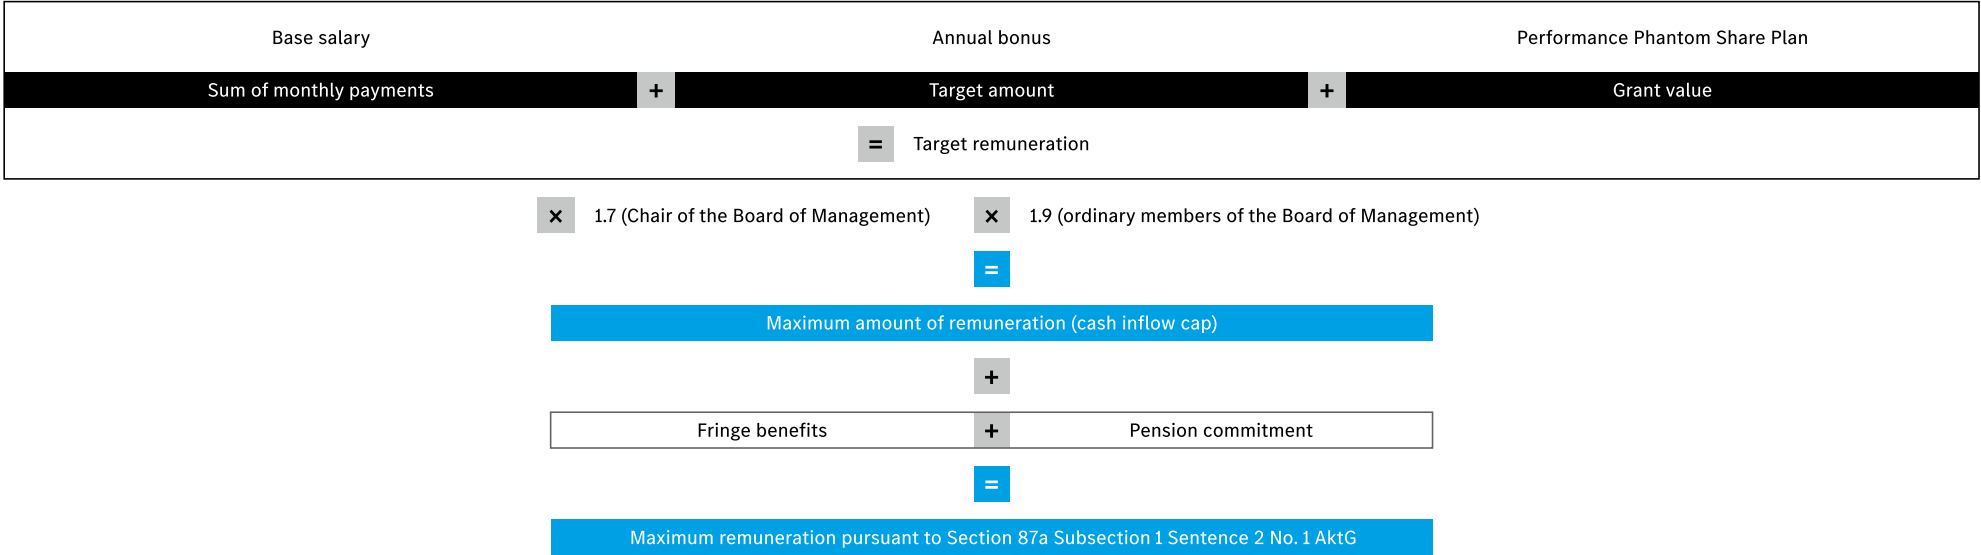 Base salary Annual bonus Performance Phantom Share Plan
Sum of monthly payments + Target amount + Grant value
= Target remuneration
× 1.7 (Chair of the Board of Management) × 1.9 (ordinary members of the Board of Management)
=
Maximum amount of remuneration (cash inflow cap)
+
Fringe benefits + Pension commitment
=
Maximum remuneration pursuant to Section 87a Subsection 1 Sentence 2 No. 1 AktG